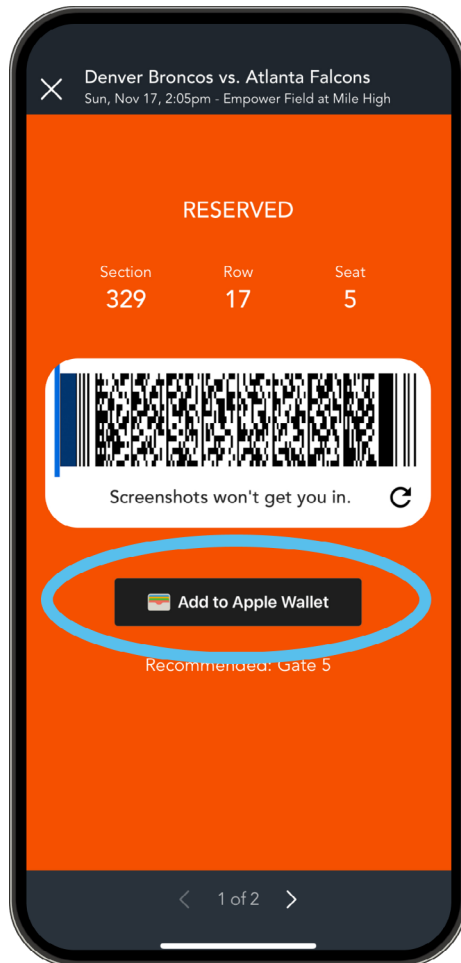 Denver Broncos vs. Atlanta Falcons
Sun, Nov 17, 2:05pm - Empower Field at Mile High
RESERVED
Section Row Seat
329 17 5
Screenshots won't get you in.
Add to Apple Wallet
Recommended: Gate 5
1 of 2